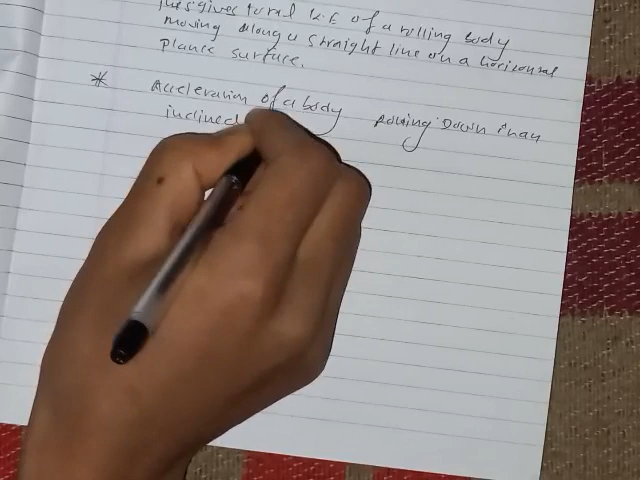 This gives total K.E of a rolling body
moving along a straight line on a horizontal
plane surface.
* Acceleration of a body rolling Down an
inclined